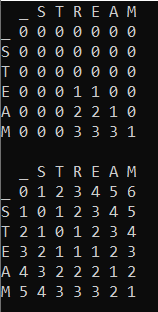 _ S T R E A M
_ 0 0 0 0 0 0 0
S 0 0 0 0 0 0 0
T 0 0 0 0 0 0 0
E 0 0 0 1 1 0 0
A 0 0 0 2 2 1 0
M 0 0 0 3 3 3 1

_ S T R E A M
_ 0 1 2 3 4 5 6
S 1 0 1 2 3 4 5
T 2 1 0 1 2 3 4
E 3 2 1 1 1 2 3
A 4 3 2 2 2 1 2
M 5 4 3 3 3 2 1